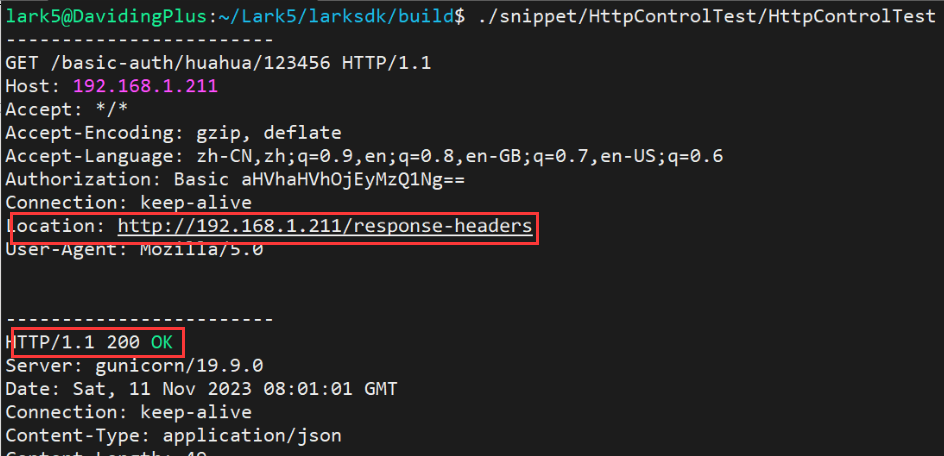 lark5@DavidingPlus:~/Lark5/larksdk/build$ ./snippet/HttpControlTest/HttpControlTest
------------------------
GET /basic-auth/huahua/123456 HTTP/1.1
Host: 192.168.1.211
Accept: */*
Accept-Encoding: gzip, deflate
Accept-Language: zh-CN,zh;q=0.9,en;q=0.8,en-GB;q=0.7,en-US;q=0.6
Authorization: Basic aHVhaHVhOjEyMzQ1Ng==
Connection: keep-alive
Location: http://192.168.1.211/response-headers
User-Agent: Mozilla/5.0
------------------------
HTTP/1.1 200 OK
Server: gunicorn/19.9.0
Date: Sat, 11 Nov 2023 08:01:01 GMT
Connection: keep-alive
Content-Type: application/json